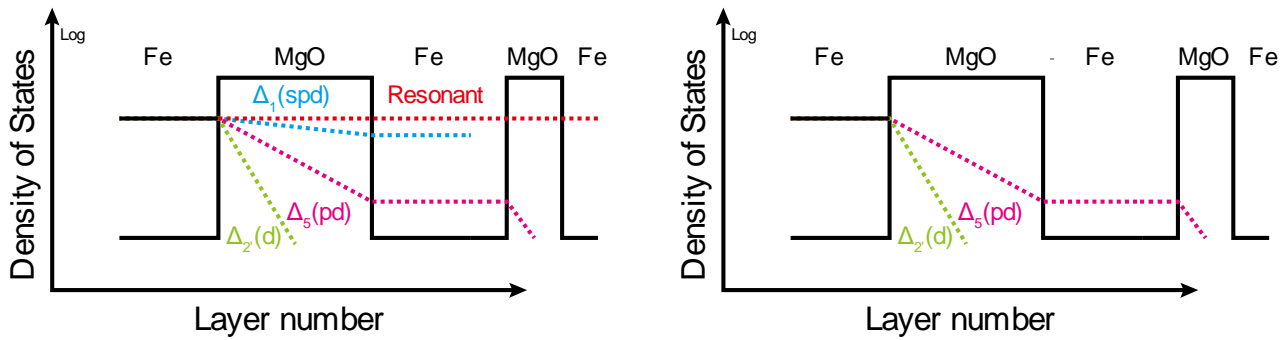 Log
Fe MgO Fe MgO Fe
Δ1(spd) Resonant
Δ5(pd)
Δ2'(d)
Density of States
Layer number
Log
Fe MgO - Fe MgO Fe
Δ5(pd)
Δ2'(d)
Density of States
Layer number